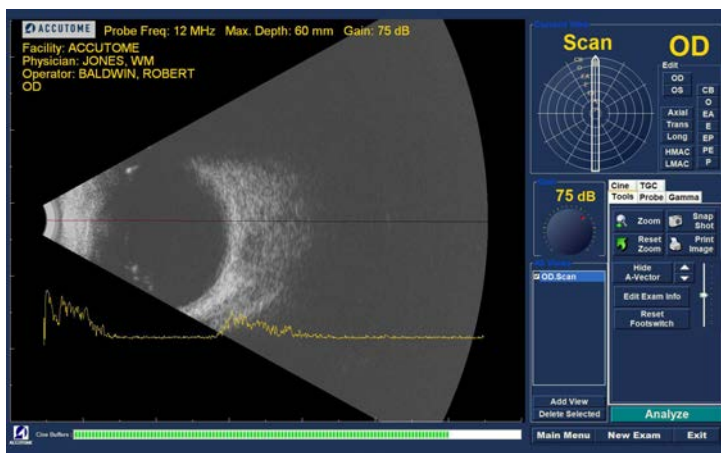 ACCUTOME
Probe Freq: 12 MHz Max. Depth: 60 mm Gain: 75 dB
Facility: ACCUTOME
Physician: JONES, WM
Operator: BALDWIN, ROBERT
OD
Scan
OD
Edit
OD
OS
CB
O
Axial
EA
Trans
E
Long
EP
HMAC
PE
LMAC
P
75 dB
Cine
TGC
Tools
Probe
Gamma
Zoom
Snap
Shot
Reset
Zoom
Print
Image
Hide
A-Vector
Edit Exam Info
Reset
Footswitch
OD.Scan
Add View
Delete Selected
Analyze
Cine Buffers
Main Menu
New Exam
Exit
ACCUTOME